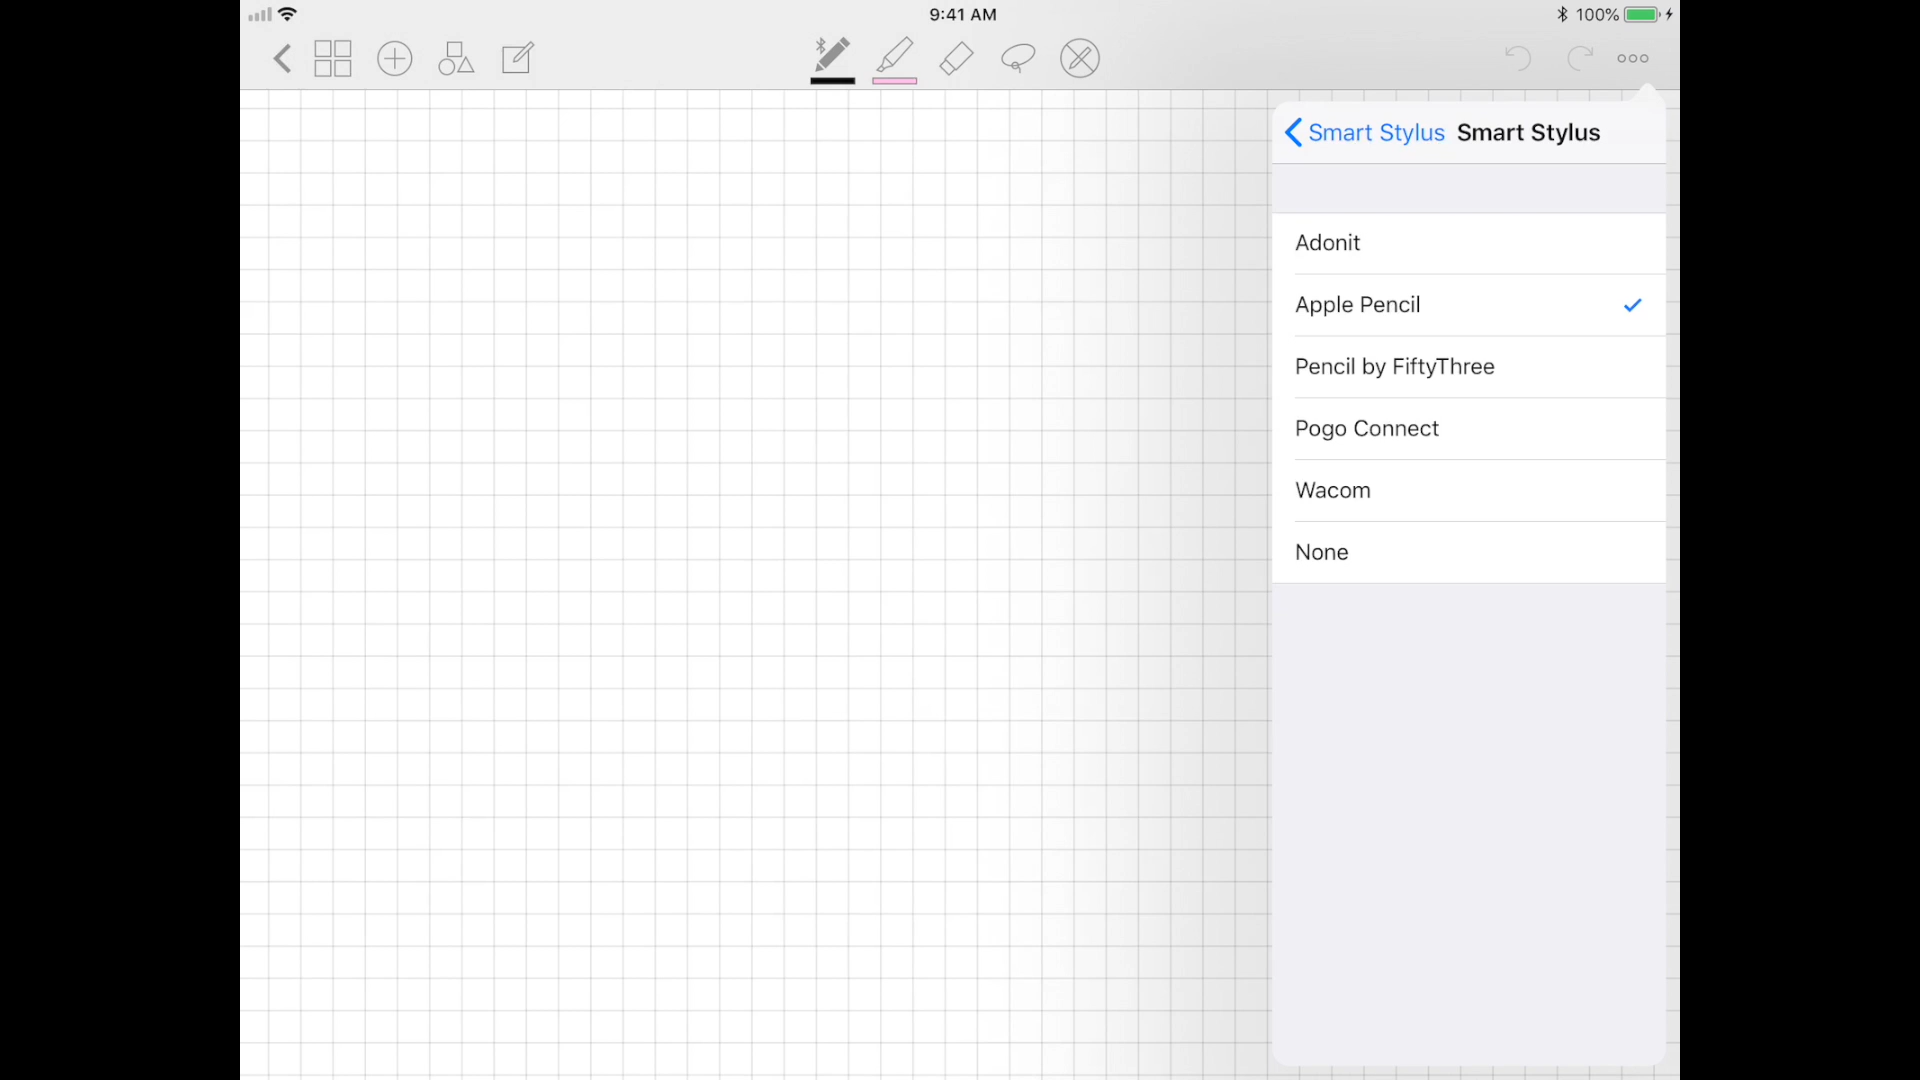 9:41 AM
100%
Smart Stylus Smart Stylus
Adonit
Apple Pencil
Pencil by FiftyThree
Pogo Connect
Wacom
None